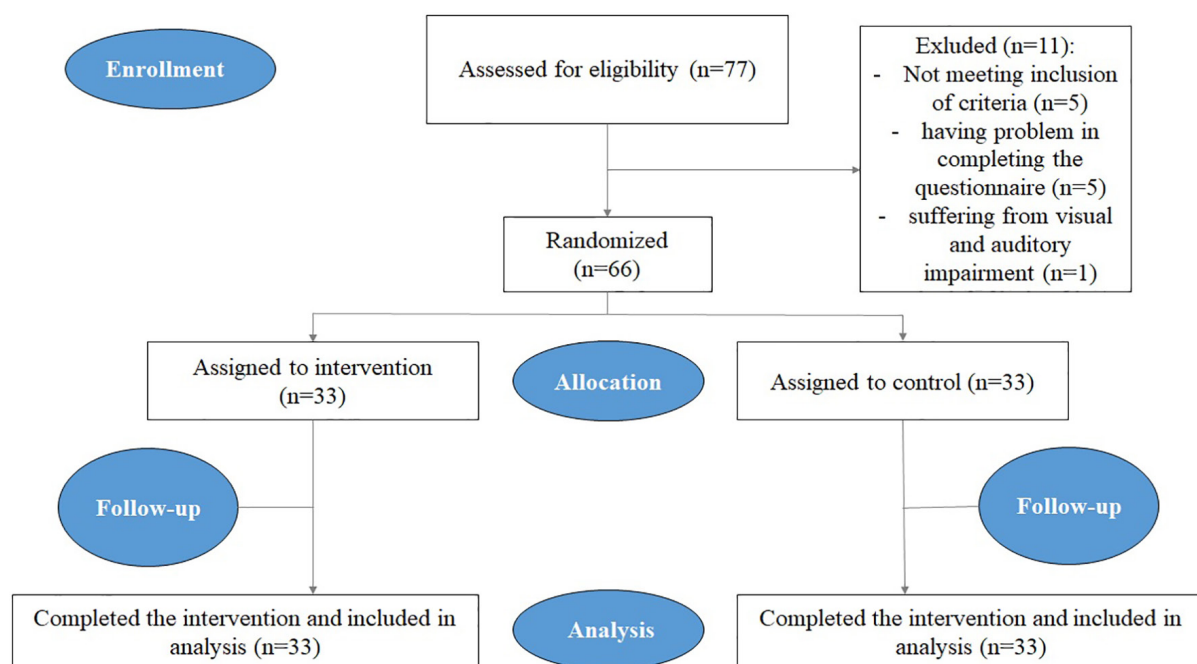 Enrollment
Assessed for eligibility (n=77)
Exluded (n=11):
- Not meeting inclusion
of criteria (n=5)
- having problem in
completing the
questionnaire (n=5)
- suffering from visual
and auditory
impairment (n=1)
Randomized
(n=66)
Assigned to intervention
(n=33)
Allocation
Assigned to control (n=33)
Follow-up
Follow-up
Completed the intervention and included in
analysis (n=33)
Analysis
Completed the intervention and included in
analysis (n=33)